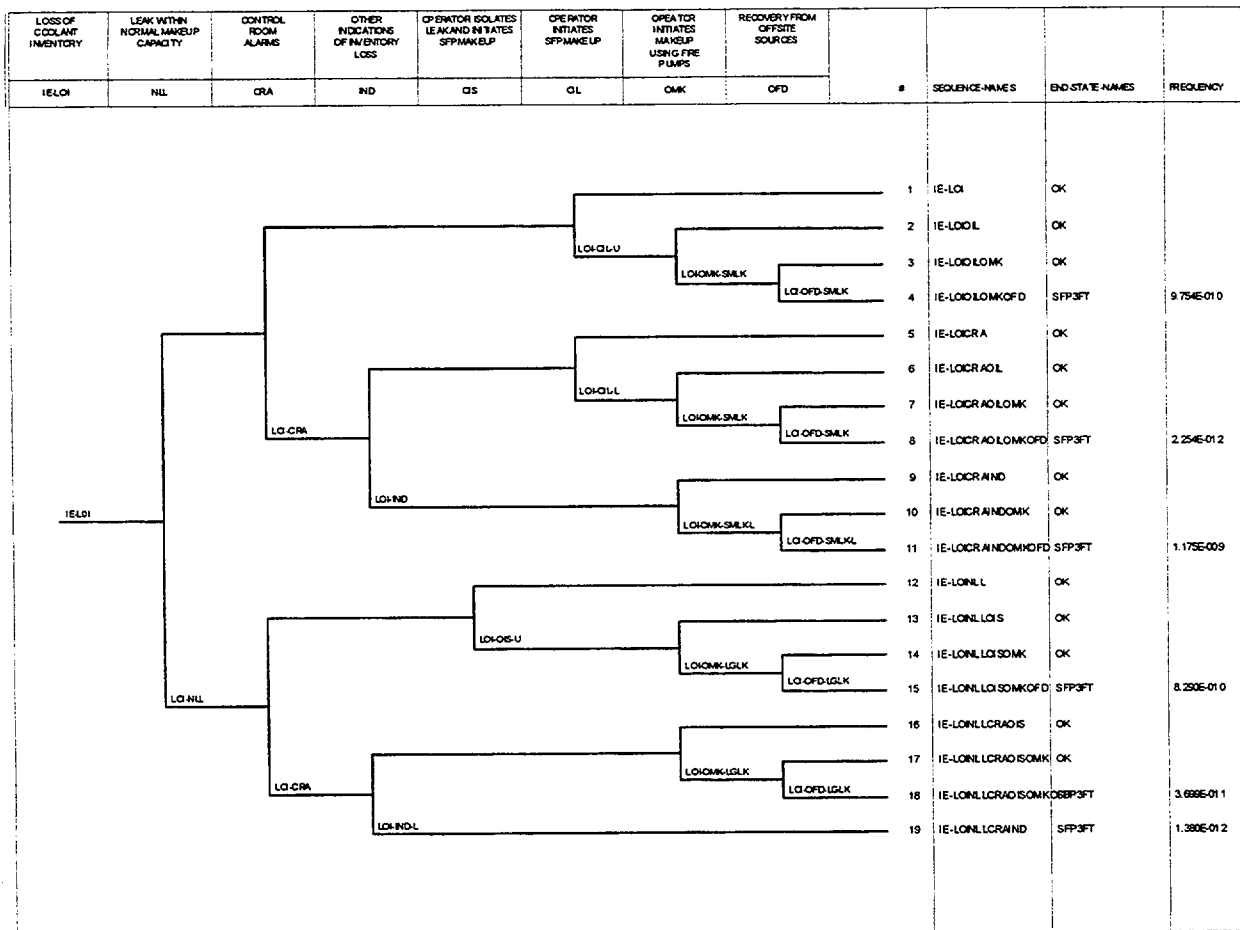 LOSS OF
COOLANT
INVENTORY
LEAK WITHIN
NORMAL MAKEUP
CAPACITY
CONTROL
ROOM
ALARMS
OTHER
INDICATIONS
OF INVENTORY
LOSS
OPERATOR ISOLATES
LEAK AND INITIATES
SFP MAKEUP
OPERATOR
INITIATES
SFP MAKE UP
OPEATOR
INITIATES
MAKEUP
USING FIRE
PUMPS
RECOVERY FROM
OFFSITE
SOURCES
IE-LOI NLL CRA IND OIS OIL OMK OFD # SEQUENCE-NAMES END-STATE-NAMES FREQUENCY
1 IE-LOI OK
2 IE-LOIOIL OK
LOI-OIL-U
3 IE-LOIOILOMK OK
LOI-OMK-SMLK
LOI-OFD-SMLK
4 IE-LOIOILOMKOFD SFP3FT 9.754E-010
5 IE-LOICRA OK
6 IE-LOICRAOIL OK
LOI-OIL-L
7 IE-LOICRAOILOMK OK
LOI-OMK-SMLK
LOI-CRA
LOI-OFD-SMLK
8 IE-LOICRAOILOMKOFD SFP3FT 2.254E-012
9 IE-LOICRAIND OK
LOI-IND
IE-LOI
10 IE-LOICRAINDOMK OK
LOI-OMK-SMLK-L
LOI-OFD-SMLK-L
11 IE-LOICRAINDOMKOFD SFP3FT 1.175E-009
12 IE-LOINLL OK
13 IE-LOINLLOIS OK
LOI-OIS-U
14 IE-LOINLLOISOMK OK
LOI-OMK-LGLK
LOI-OFD-LGLK
15 IE-LOINLLOISOMKOFD SFP3FT 8.290E-010
LOI-NLL
16 IE-LOINLLCRAOIS OK
17 IE-LOINLLCRAOISOMK OK
LOI-OMK-LGLK
LOI-CRA
LOI-OFD-LGLK
18 IE-LOINLLCRAOISOMKOFD SFP3FT 3.699E-011
LOI-IND-L
19 IE-LOINLLCRAIND SFP3FT 1.380E-012